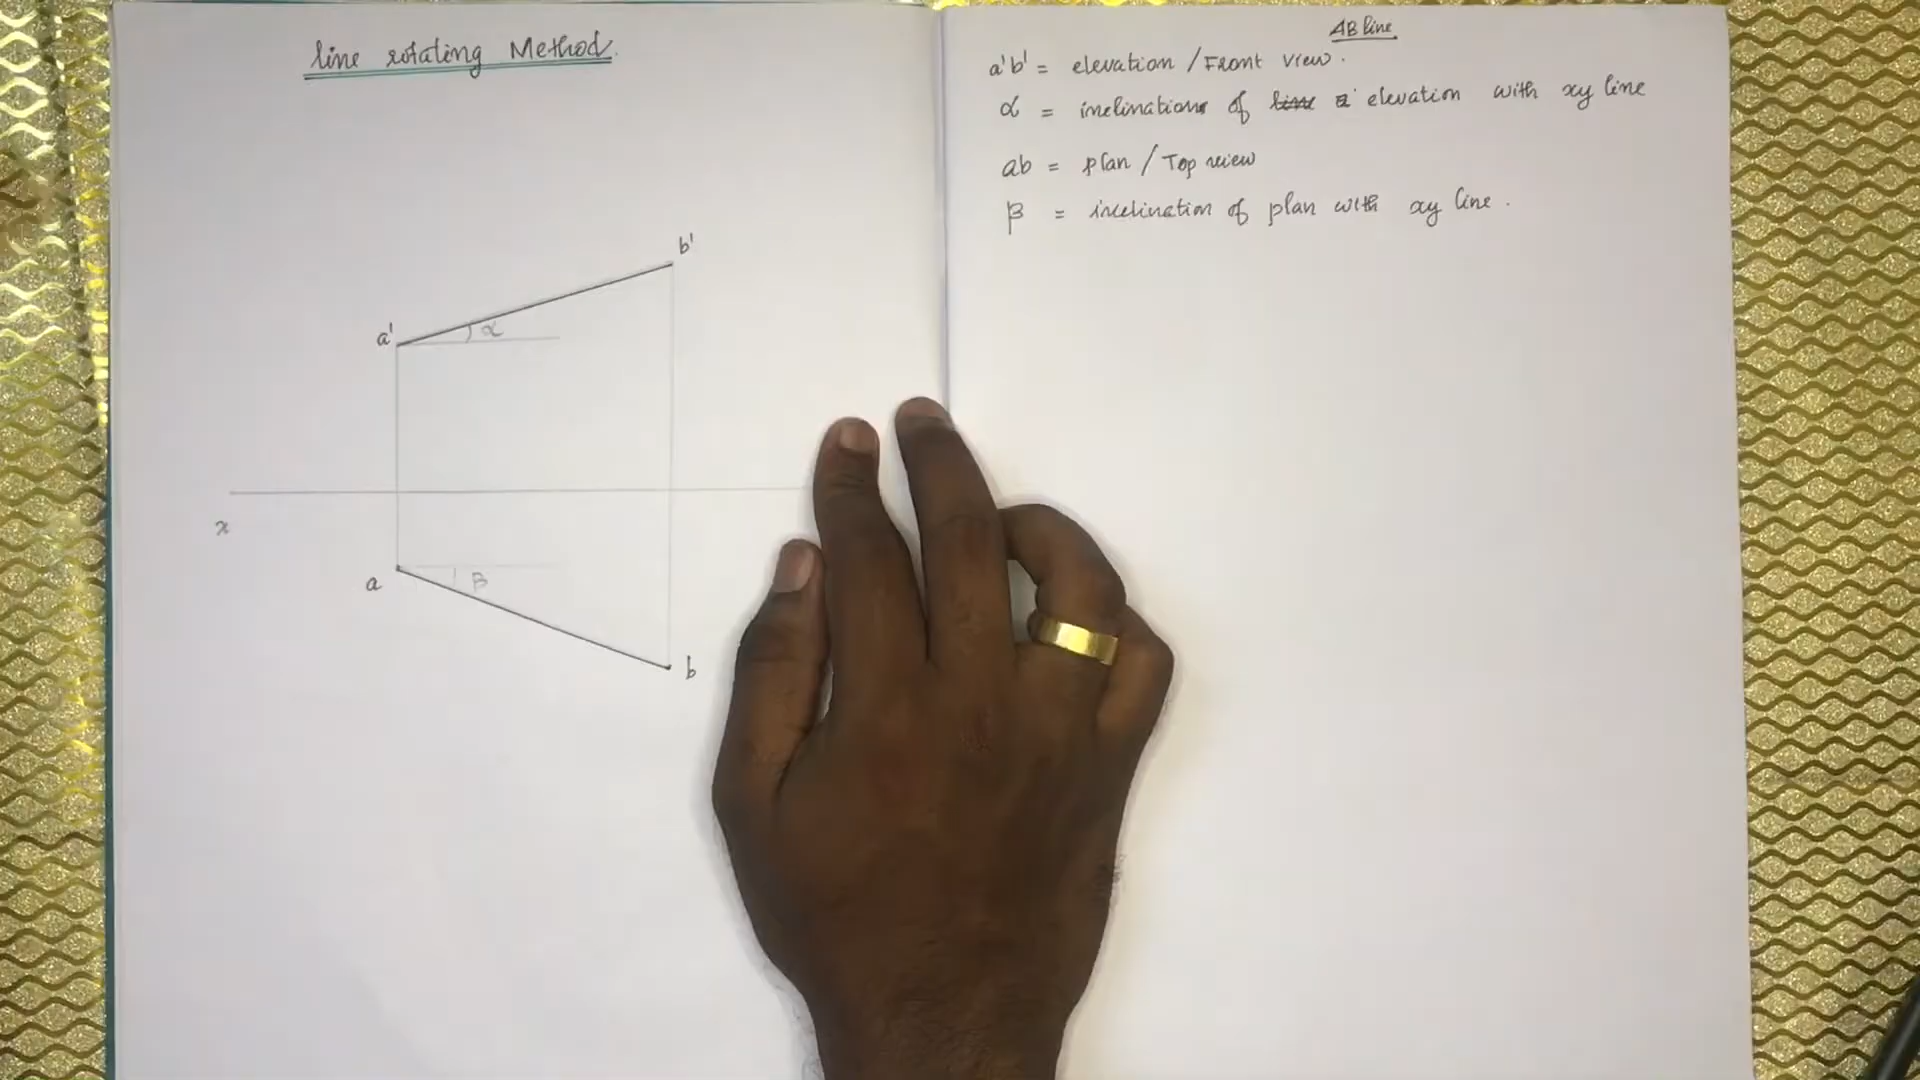 line rotating Method.
b'
a'
α
x
a
β
b
AB line
a'b' = elevation / Front view.
α = inclinations of elevation with xy line
ab = plan / Top view
β = inclination of plan with xy line.